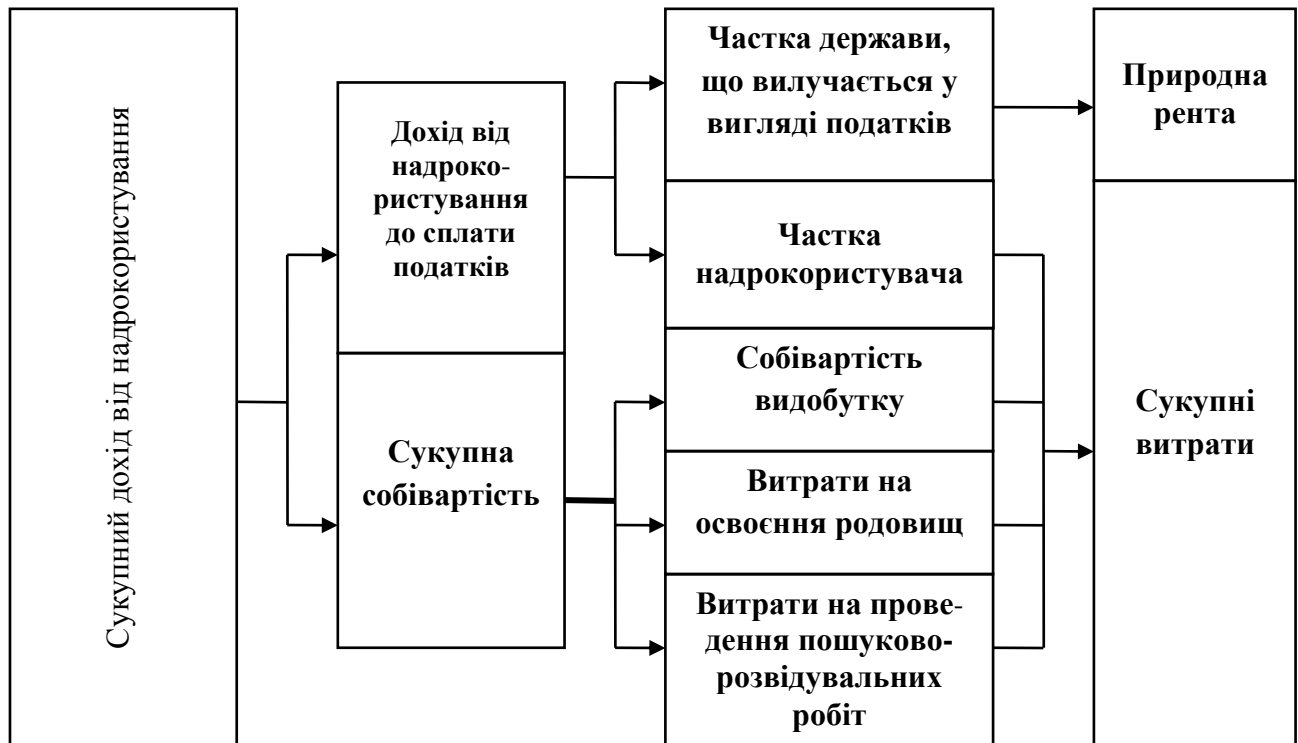 Сукупний дохід від надрокористування
Дохід від
надроко-
ристування
до сплати
податків
Сукупна
собівартість
Частка держави,
що вилучається у
вигляді податків
Частка
надрокористувача
Собівартість
видобутку
Витрати на
освоєння родовищ
Витрати на прове-
дення пошуково-
розвідувальних
робіт
Природна
рента
Сукупні
витрати